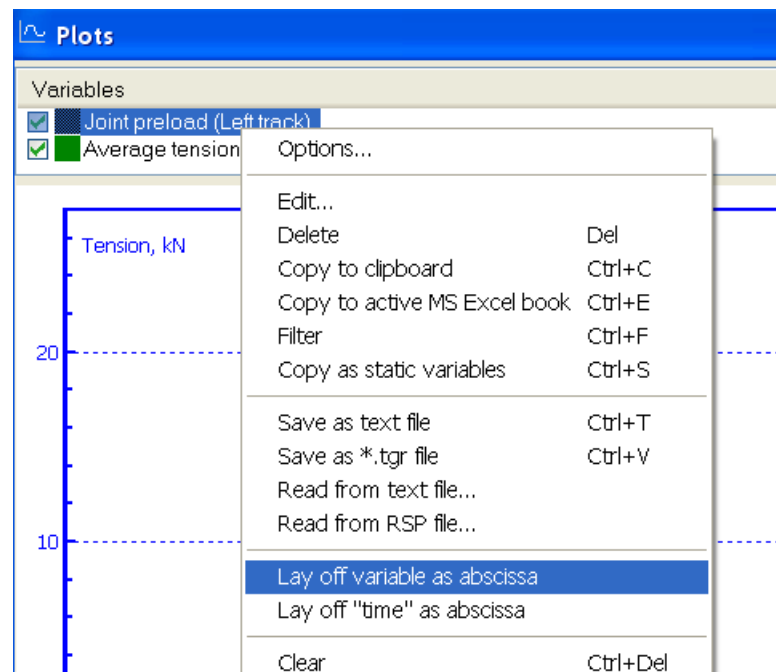 Plots
Variables
Joint preload (Left track)
Average tension
Options...
Edit...
Delete Del
Copy to clipboard Ctrl+C
Copy to active MS Excel book Ctrl+E
Filter Ctrl+F
Copy as static variables Ctrl+S
Save as text file Ctrl+T
Save as *.tgr file Ctrl+V
Read from text file...
Read from RSP file...
Lay off variable as abscissa
Lay off "time" as abscissa
Clear Ctrl+Del
Tension, kN
20
10